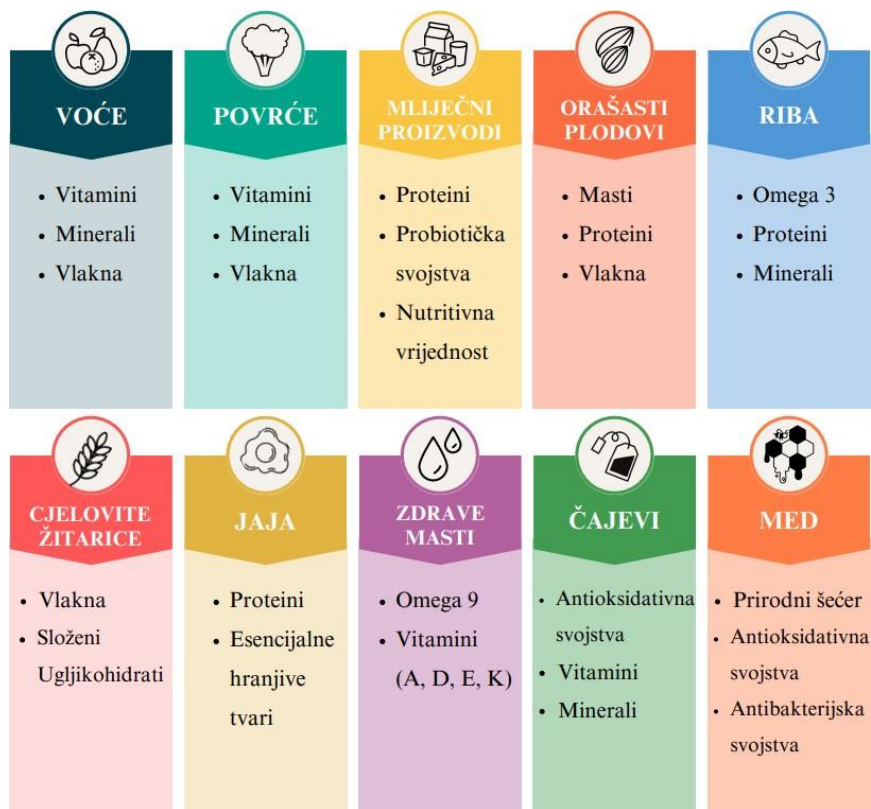 VOĆE
• Vitamini
• Minerali
• Vlakna
POVRĆE
• Vitamini
• Minerali
• Vlakna
MLIJEČNI
PROIZVODI
• Proteini
• Probiotička
svojstva
• Nutritivna
vrijednost
ORAŠASTI
PLODOVI
• Masti
• Proteini
• Vlakna
RIBA
• Omega 3
• Proteini
• Minerali
CJELOVITE
ŽITARICE
• Vlakna
• Složeni
Ugljikohidrati
JAJA
• Proteini
• Esencijalne
hranjive
tvari
ZDRAVE
MASTI
• Omega 9
• Vitamini
(A, D, E, K)
ČAJEVI
• Antioksidativna
svojstva
• Vitamini
• Minerali
MED
• Prirodni šećer
• Antioksidativna
svojstva
• Antibakterijska
svojstva